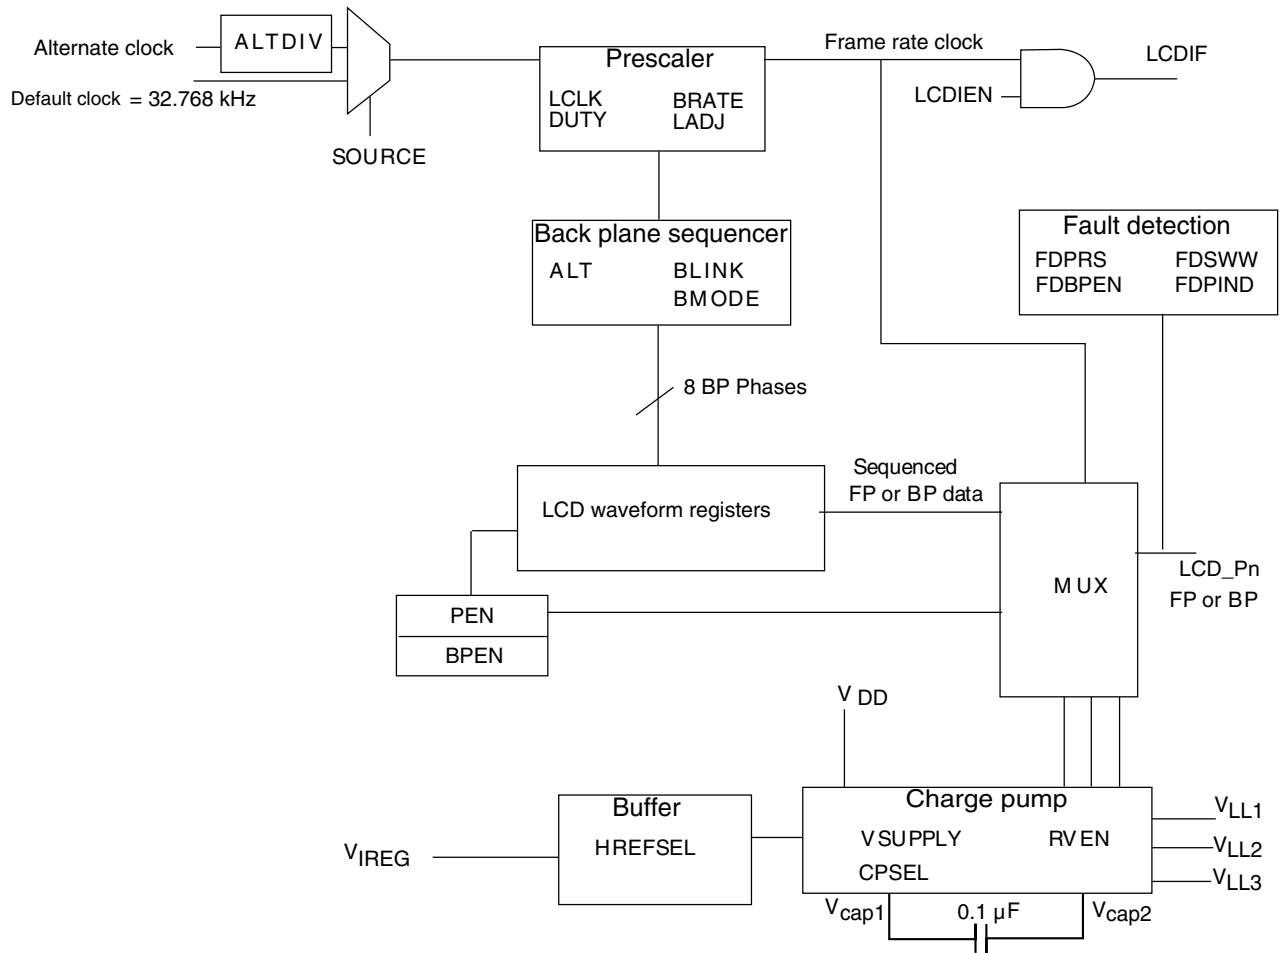 Alternate clock
ALTDIV
Default clock = 32.768 kHz
SOURCE
Prescaler
LCLK BRATE
DUTY LADJ
Frame rate clock
LCDIEN
LCDIF
Back plane sequencer
ALT BLINK
BMODE
Fault detection
FDPRS FDSWW
FDBPEN FDPIND
8 BP Phases
LCD waveform registers
Sequenced
FP or BP data
MUX
LCD_Pn
FP or BP
PEN
BPEN
VDD
Buffer
HREFSEL
VIREG
Charge pump
VSUPPLY RVEN
CPSEL
VLL1
VLL2
VLL3
Vcap1 0.1 µF Vcap2